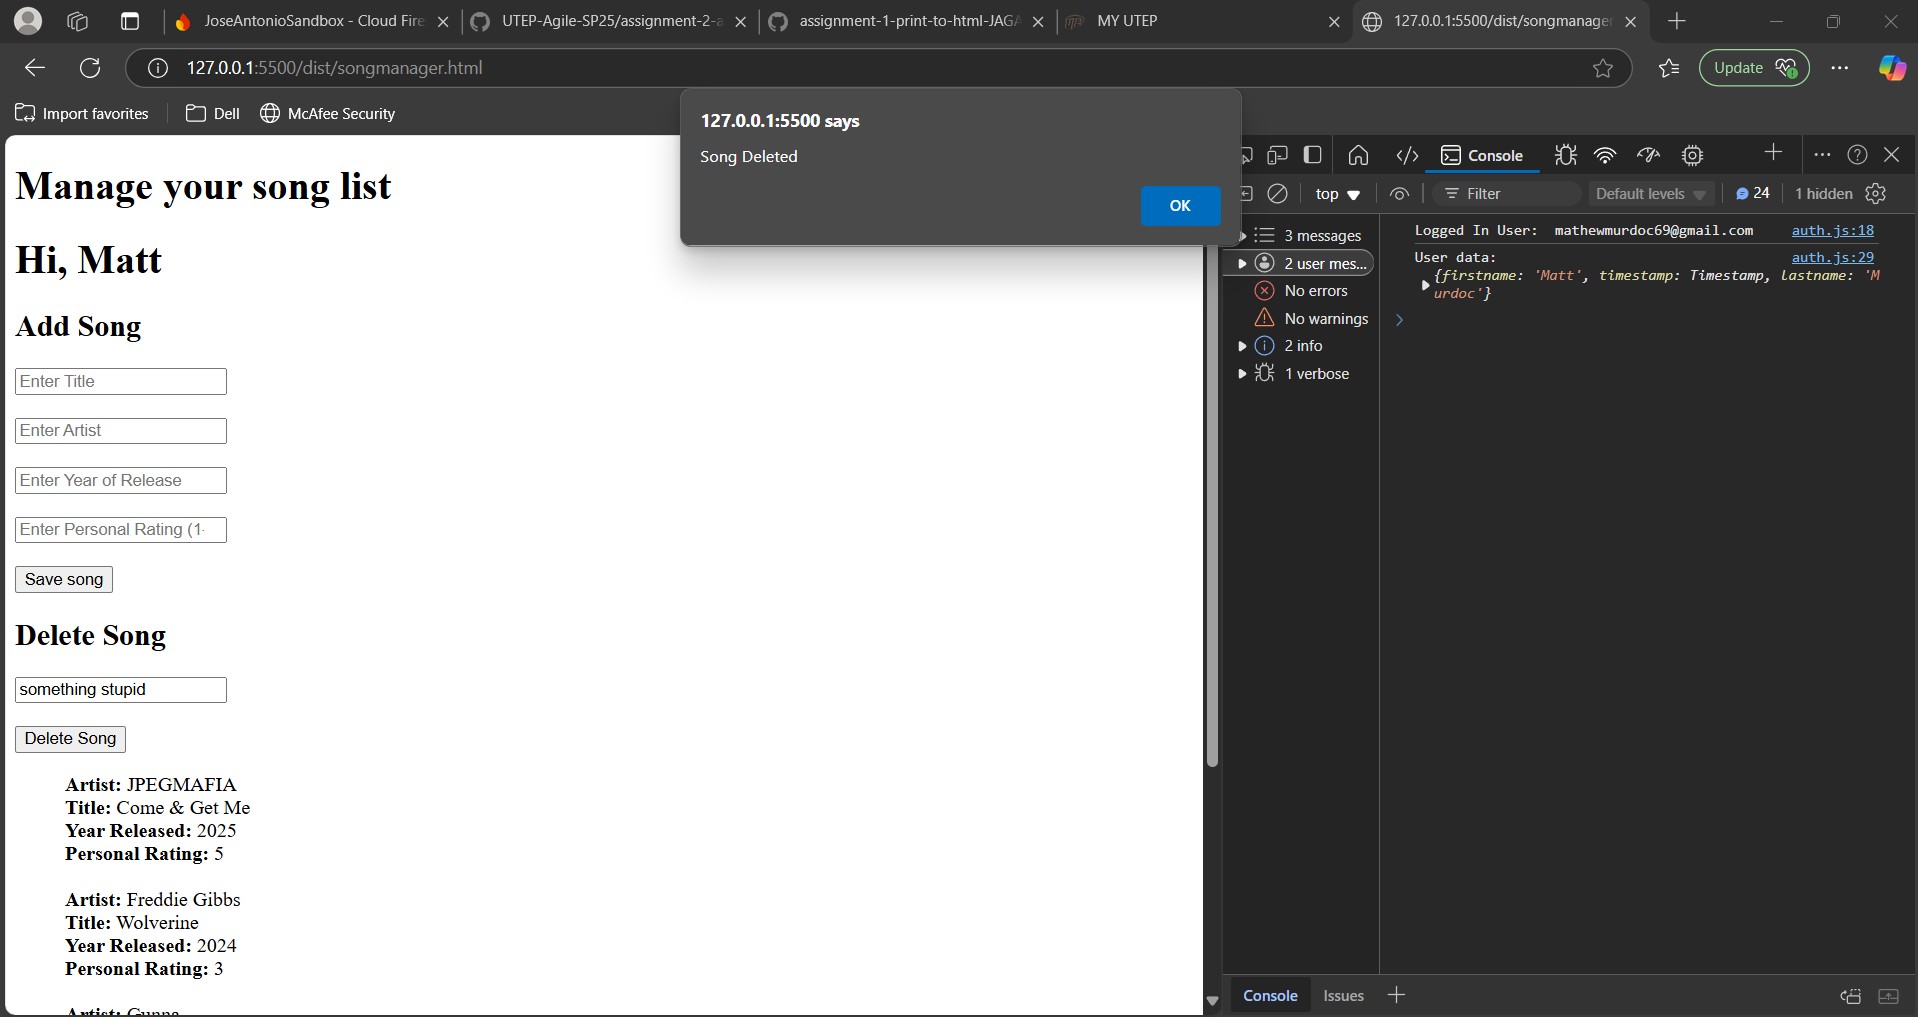 JoseAntonioSandbox - Cloud Fire
UTEP-Agile-SP25/assignment-2-a
assignment-1-print-to-html-JAGA
MY UTEP
127.0.0.1:5500/dist/songmanager
127.0.0.1:5500/dist/songmanager.html
Update
Import favorites
Dell
McAfee Security
127.0.0.1:5500 says
Song Deleted
OK
Manage your song list
Hi, Matt
Add Song
Enter Title
Enter Artist
Enter Year of Release
Enter Personal Rating (1-
Save song
Delete Song
something stupid
Delete Song
Artist: JPEGMAFIA
Title: Come & Get Me
Year Released: 2025
Personal Rating: 5
Artist: Freddie Gibbs
Title: Wolverine
Year Released: 2024
Personal Rating: 3
Artist: Gunna
Console
top
Filter
Default levels
24
1 hidden
3 messages
2 user mes...
No errors
No warnings
2 info
1 verbose
Logged In User:  mathewmurdoc69@gmail.com auth.js:18
User data: auth.js:29
{firstname: 'Matt', timestamp: Timestamp, lastname: 'M
urdoc'}
Console
Issues